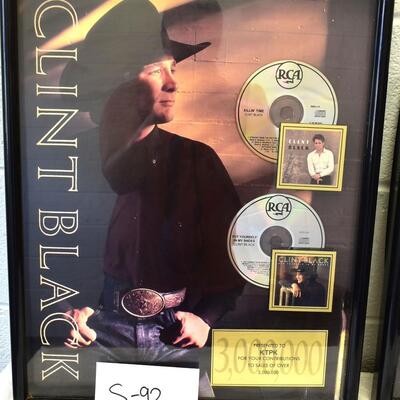 CLINT BLACK
RCA
KILLIN' TIME
CLINT BLACK
CLINT
BLACK
RCA
PUT YOURSELF
IN MY SHOES
CLINT BLACK
CLINT BLACK
3,000,000
PRESENTED TO
KTPK
FOR YOUR CONTRIBUTIONS
TO SALES OF OVER
3,000,000
S-92